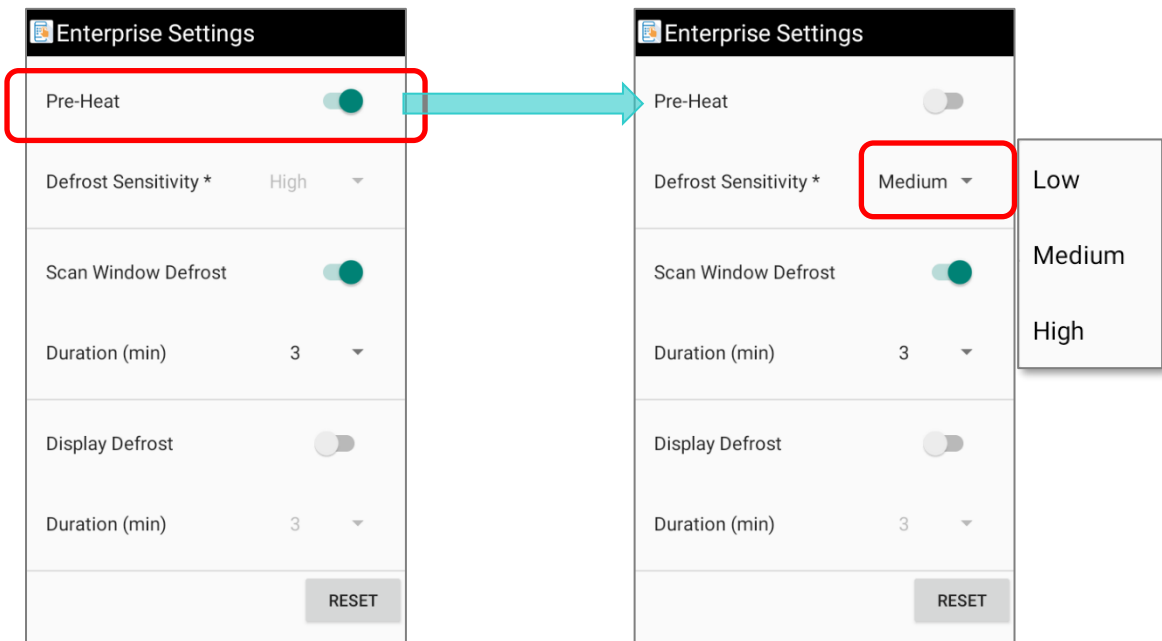 Enterprise Settings
Pre-Heat
Defrost Sensitivity * High
Scan Window Defrost
Duration (min) 3
Display Defrost
Duration (min) 3
RESET
Enterprise Settings
Pre-Heat
Defrost Sensitivity * Medium
Scan Window Defrost
Duration (min) 3
Display Defrost
Duration (min) 3
RESET
Low
Medium
High